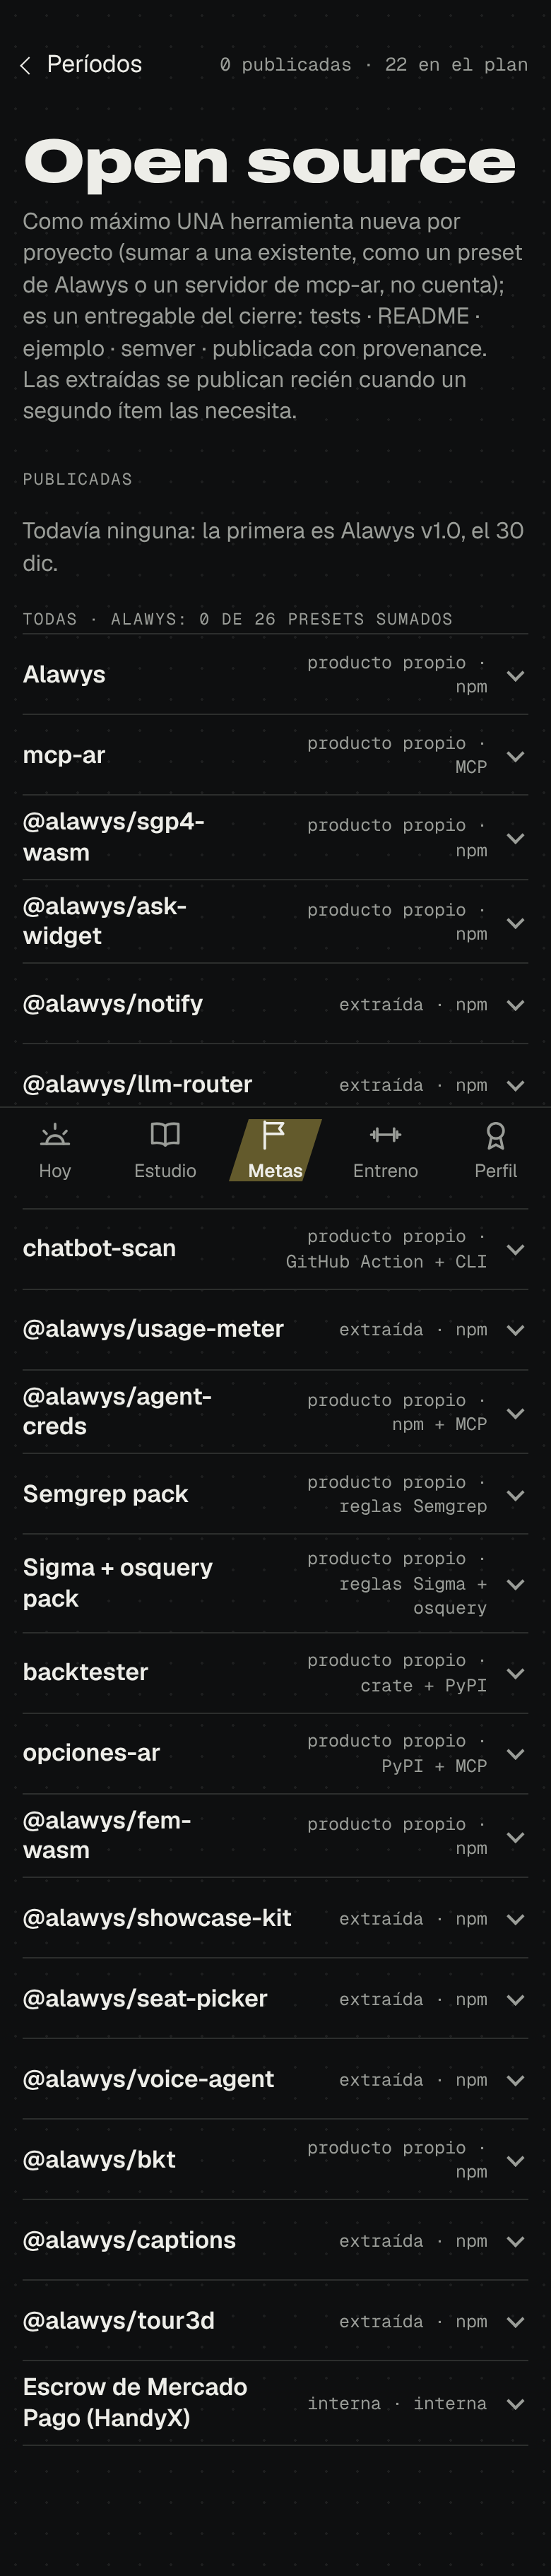 Períodos
0 publicadas · 22 en el plan
Open source
Como máximo UNA herramienta nueva por
proyecto (sumar a una existente, como un preset
de Alawys o un servidor de mcp-ar, no cuenta);
es un entregable del cierre: tests · README ·
ejemplo · semver · publicada con provenance.
Las extraídas se publican recién cuando un
segundo ítem las necesita.
PUBLICADAS
Todavía ninguna: la primera es Alawys v1.0, el 30
dic.
TODAS · ALAWYS: 0 DE 26 PRESETS SUMADOS
Alawys
producto propio ·
npm
mcp-ar
producto propio ·
MCP
@alawys/sgp4-
wasm
producto propio ·
npm
@alawys/ask-
widget
producto propio ·
npm
@alawys/notify
extraída · npm
@alawys/llm-router
extraída · npm
Hoy
Estudio
Metas
Entreno
Perfil
chatbot-scan
producto propio ·
GitHub Action + CLI
@alawys/usage-meter
extraída · npm
@alawys/agent-
creds
producto propio ·
npm + MCP
Semgrep pack
producto propio ·
reglas Semgrep
Sigma + osquery
pack
producto propio ·
reglas Sigma +
osquery
backtester
producto propio ·
crate + PyPI
opciones-ar
producto propio ·
PyPI + MCP
@alawys/fem-
wasm
producto propio ·
npm
@alawys/showcase-kit
extraída · npm
@alawys/seat-picker
extraída · npm
@alawys/voice-agent
extraída · npm
@alawys/bkt
producto propio ·
npm
@alawys/captions
extraída · npm
@alawys/tour3d
extraída · npm
Escrow de Mercado
Pago (HandyX)
interna · interna